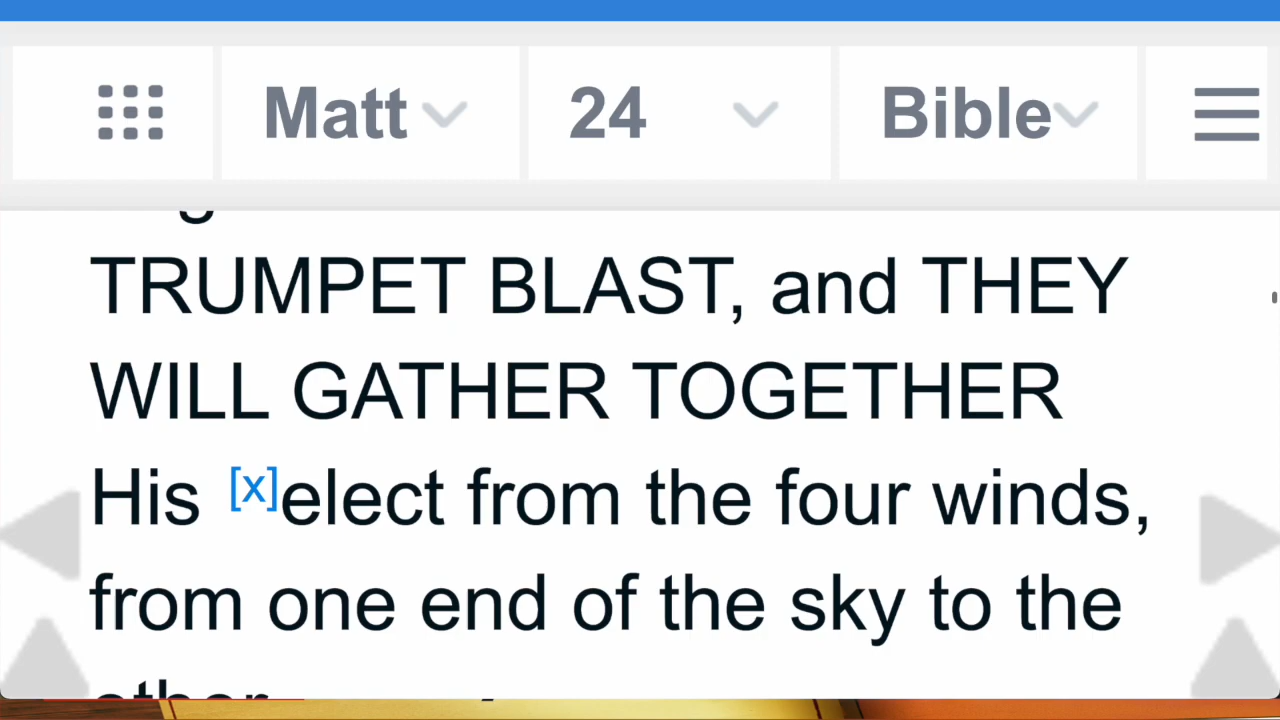 Matt 24 Bible
TRUMPET BLAST, and THEY
WILL GATHER TOGETHER
His [x]elect from the four winds,
from one end of the sky to the
other